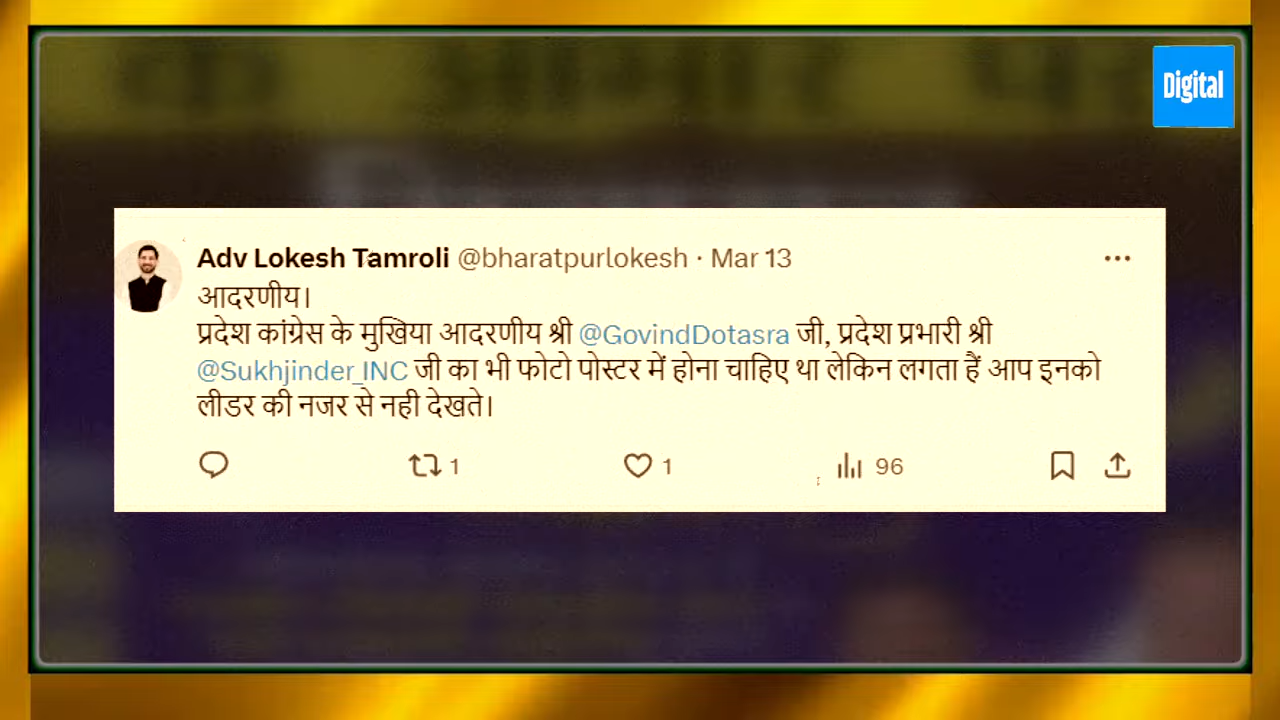 Digital
Adv Lokesh Tamroli @bharatpurlokesh · Mar 13
आदरणीय।
प्रदेश कांग्रेस के मुखिया आदरणीय श्री @GovindDotasra जी, प्रदेश प्रभारी श्री
@Sukhjinder_INC जी का भी फोटो पोस्टर में होना चाहिए था लेकिन लगता हैं आप इनको
लीडर की नजर से नही देखते।
1 1 96